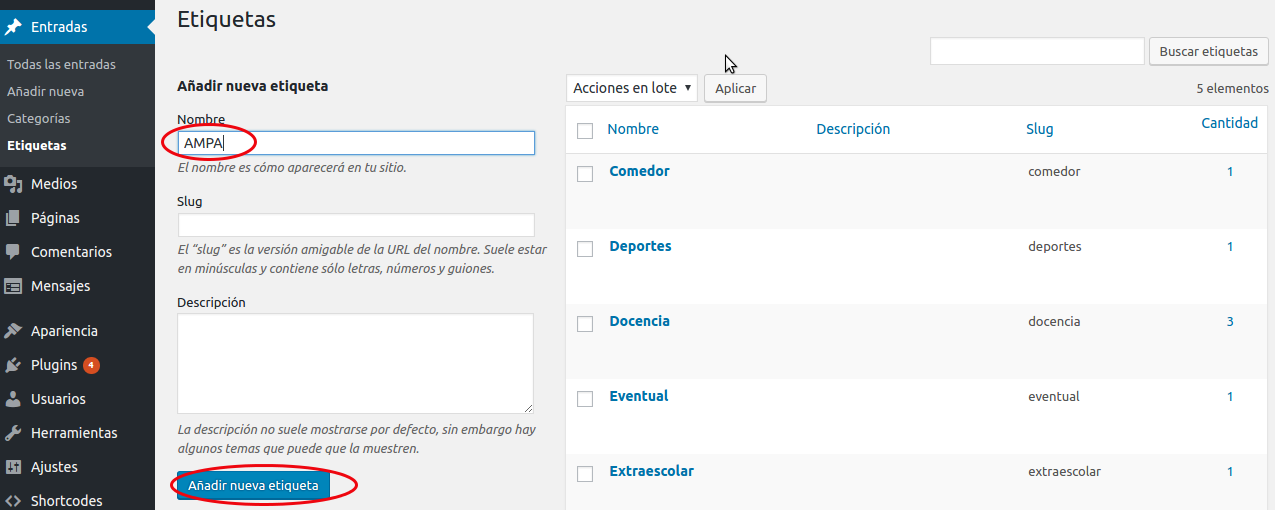 Entradas
Todas las entradas
Añadir nueva
Categorías
Etiquetas
Medios
Páginas
Comentarios
Mensajes
Apariencia
Plugins 4
Usuarios
Herramientas
Ajustes
Shortcodes
Etiquetas
Buscar etiquetas
Añadir nueva etiqueta
Nombre
AMPA
El nombre es cómo aparecerá en tu sitio.
Slug
El “slug” es la versión amigable de la URL del nombre. Suele estar
en minúsculas y contiene sólo letras, números y guiones.
Descripción
La descripción no suele mostrarse por defecto, sin embargo hay
algunos temas que puede que la muestren.
Añadir nueva etiqueta
Acciones en lote Aplicar 5 elementos
Nombre Descripción Slug Cantidad
Comedor comedor 1
Deportes deportes 1
Docencia docencia 3
Eventual eventual 1
Extraescolar extraescolar 1